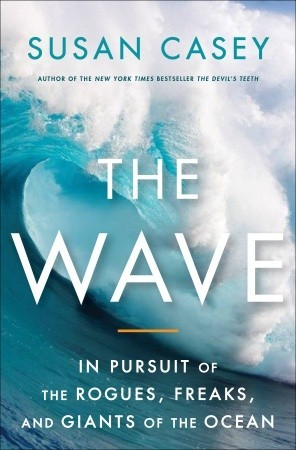 SUSAN CASEY
AUTHOR OF THE NEW YORK TIMES BESTSELLER THE DEVIL'S TEETH
THE
WAVE
IN PURSUIT OF
THE ROGUES, FREAKS,
AND GIANTS OF THE OCEAN